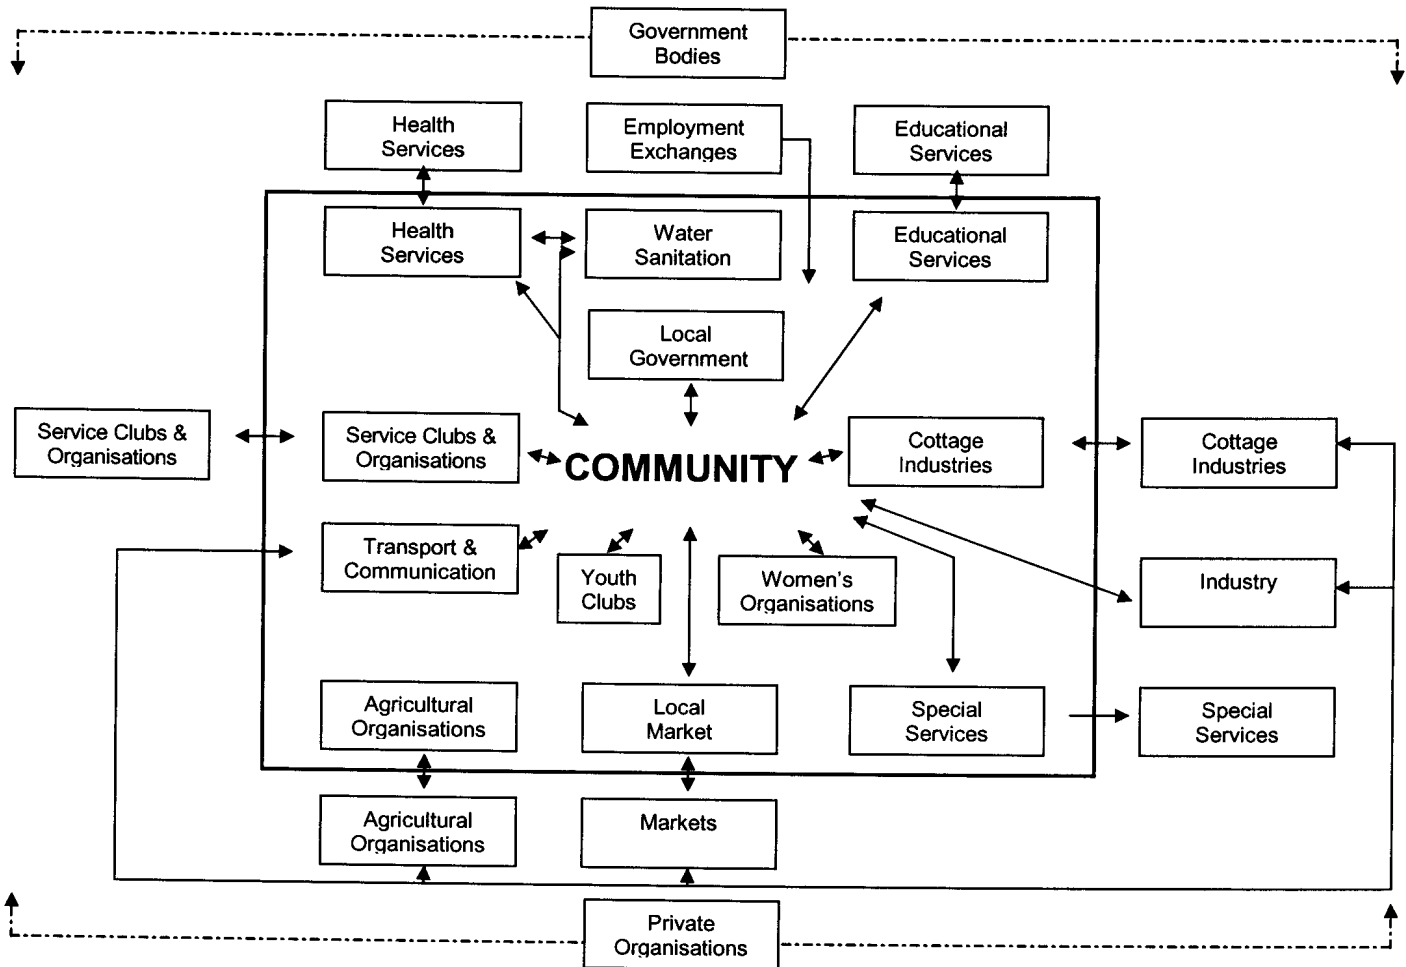 Government
Bodies
Health
Services
Employment
Exchanges
Educational
Services
Health
Services
Water
Sanitation
Educational
Services
Local
Government
Service Clubs &
Organisations
Service Clubs &
Organisations
COMMUNITY
Cottage
Industries
Cottage
Industries
Transport &
Communication
Youth
Clubs
Women's
Organisations
Industry
Agricultural
Organisations
Local
Market
Special
Services
Special
Services
Agricultural
Organisations
Markets
Private
Organisations